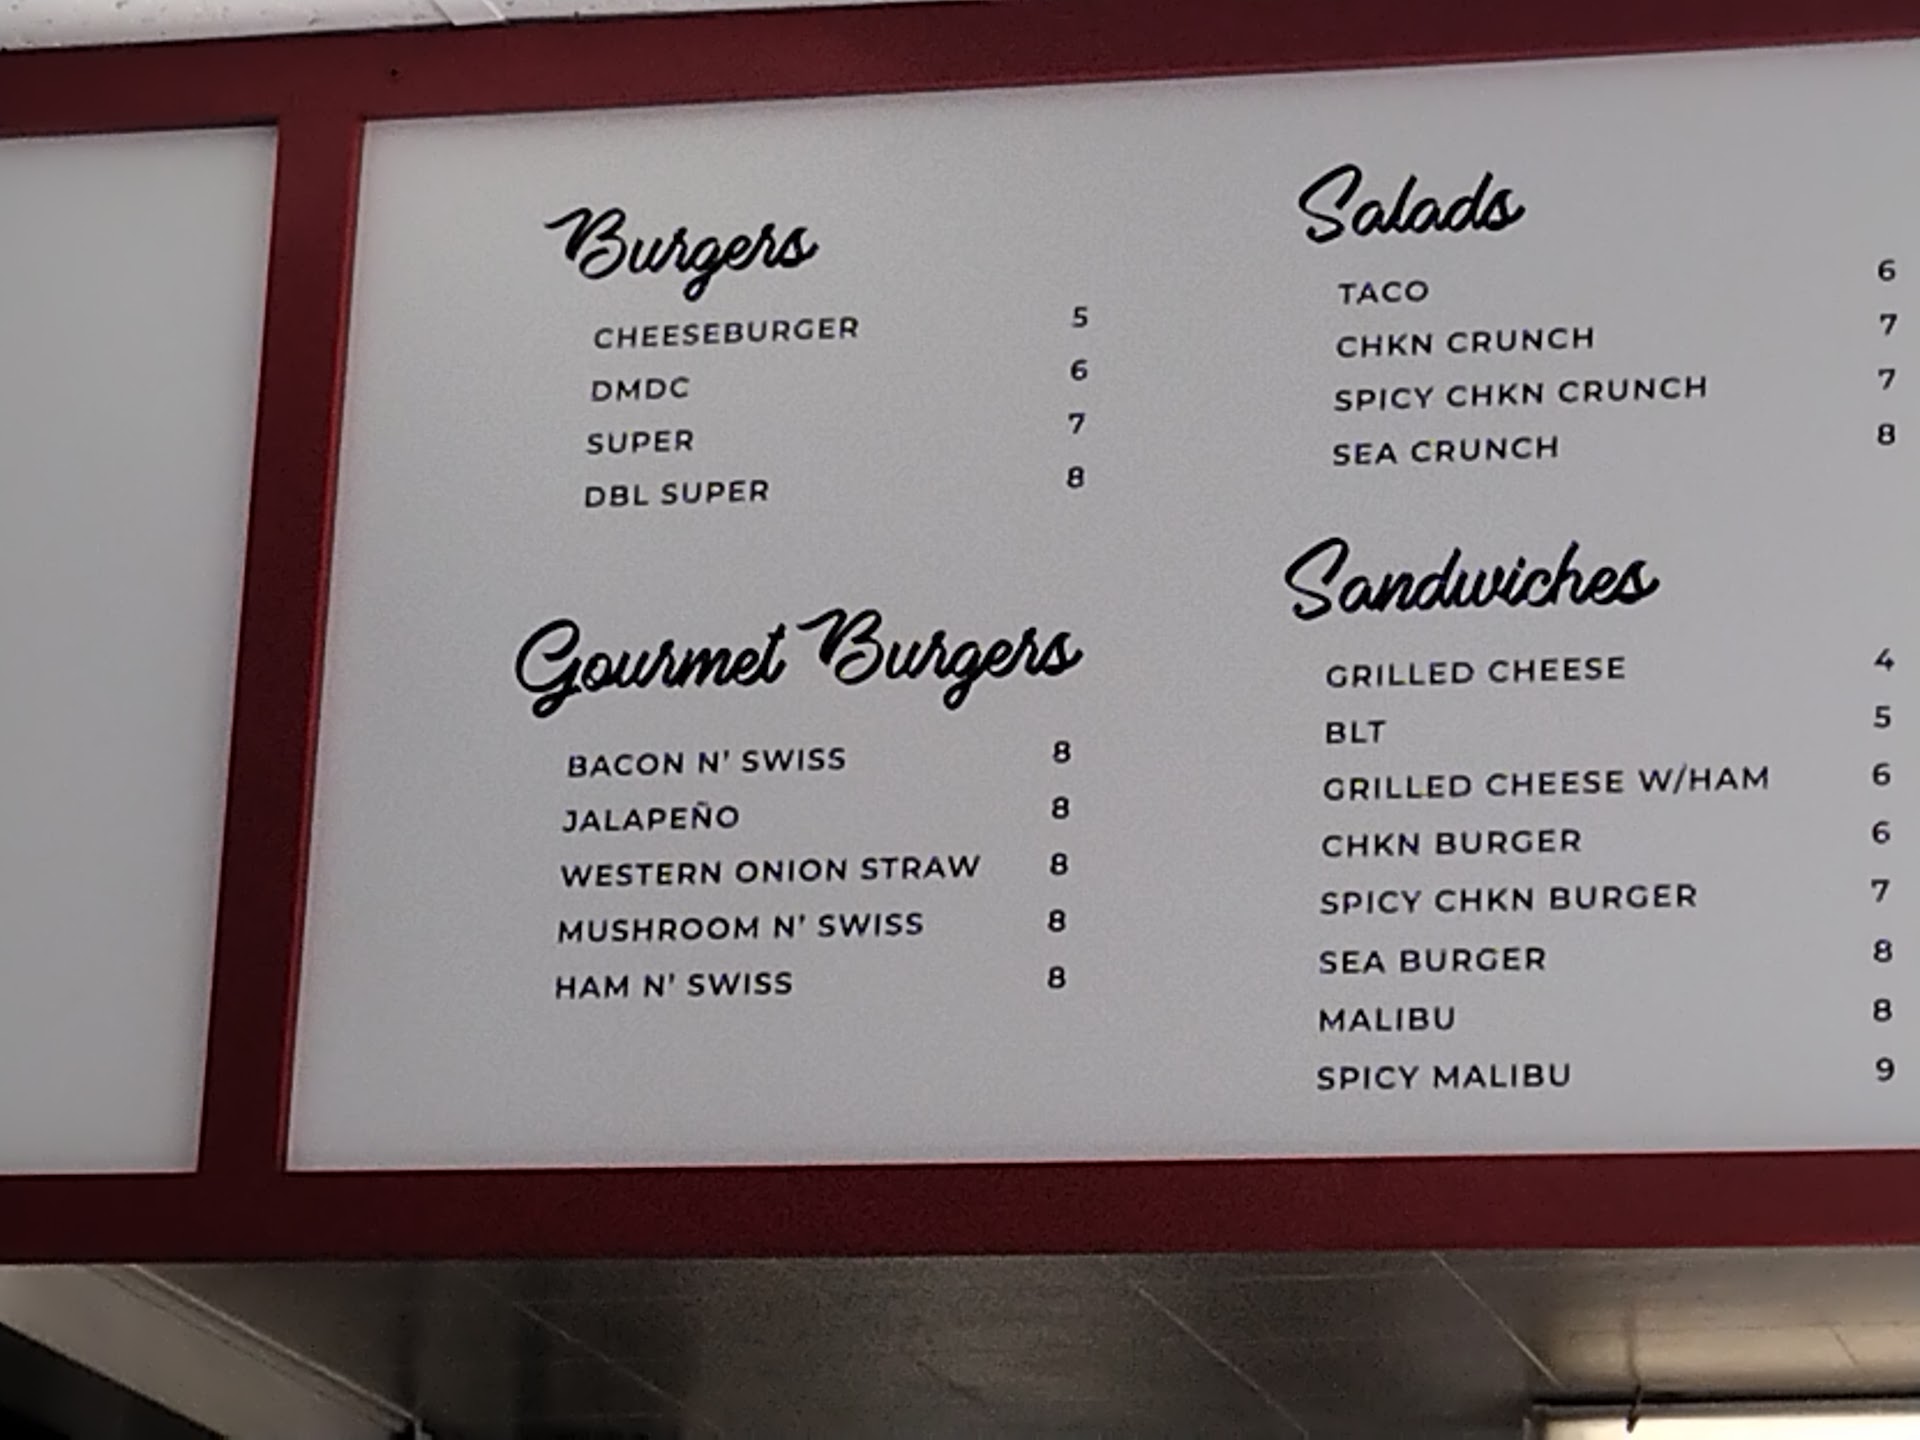 Burgers
CHEESEBURGER 5
DMDC 6
SUPER 7
DBL SUPER 8
Gourmet Burgers
BACON N' SWISS 8
JALAPEÑO 8
WESTERN ONION STRAW 8
MUSHROOM N' SWISS 8
HAM N' SWISS 8
Salads
TACO 6
CHKN CRUNCH 7
SPICY CHKN CRUNCH 7
SEA CRUNCH 8
Sandwiches
GRILLED CHEESE 4
BLT 5
GRILLED CHEESE W/HAM 6
CHKN BURGER 6
SPICY CHKN BURGER 7
SEA BURGER 8
MALIBU 8
SPICY MALIBU 9